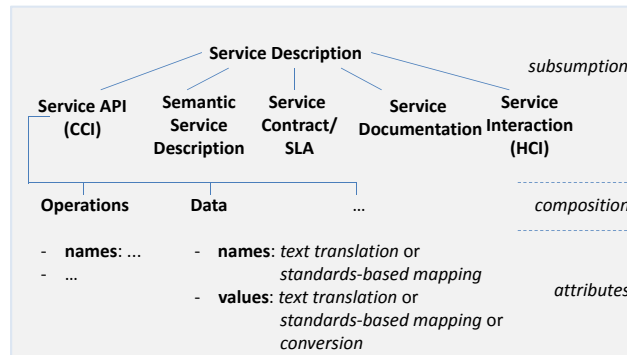 Service Description
subsumption
Service API
(CCI)
Semantic
Service
Description
Service
Contract/
SLA
Service
Documentation
Service
Interaction
(HCI)
Operations
Data
...
composition
- names: ...
- ...
- names: text translation or
standards-based mapping
- values: text translation or
standards-based mapping or
conversion
attributes